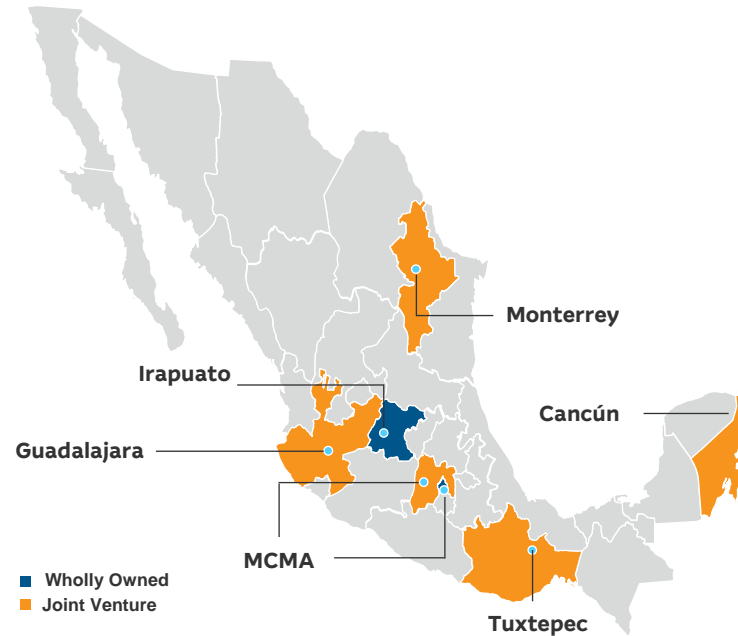 Monterrey
Irapuato
Cancún
Guadalajara
MCMA
Wholly Owned
Joint Venture
Tuxtepec